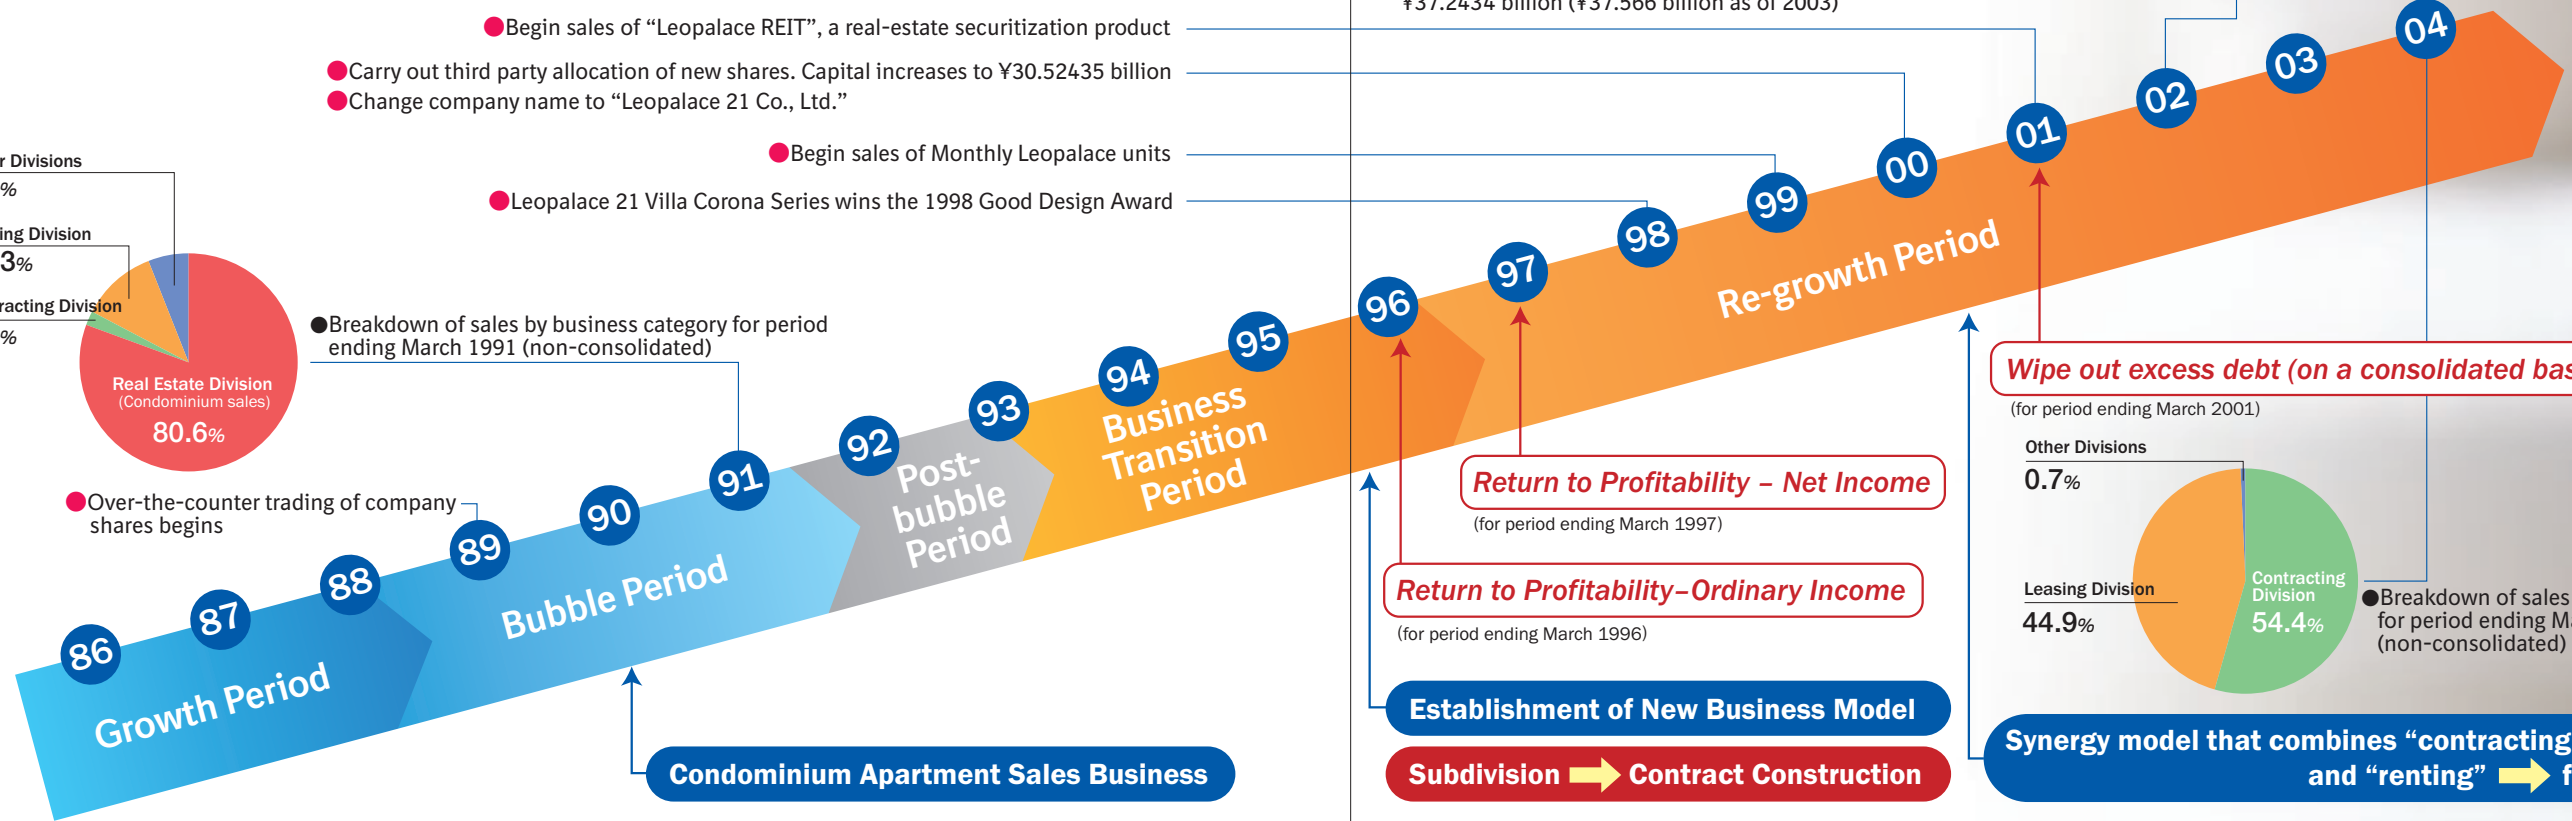 ¥37.2434 billion (¥37.566 billion as of 2003)
●Begin sales of “Leopalace REIT”, a real-estate securitization product
●Carry out third party allocation of new shares. Capital increases to ¥30.52435 billion
●Change company name to “Leopalace 21 Co., Ltd.”
●Begin sales of Monthly Leopalace units
●Leopalace 21 Villa Corona Series wins the 1998 Good Design Award
r Divisions
%
ing Division
3%
racting Division
%
Real Estate Division
(Condominium sales)
80.6%
●Breakdown of sales by business category for period
ending March 1991 (non-consolidated)
●Over-the-counter trading of company
shares begins
86
87
88
89
90
91
92
93
94
95
96
97
98
99
00
01
02
03
04
Growth Period
Bubble Period
Post-
bubble
Period
Business
Transition
Period
Re-growth Period
Condominium Apartment Sales Business
Return to Profitability – Net Income
(for period ending March 1997)
Return to Profitability–Ordinary Income
(for period ending March 1996)
Establishment of New Business Model
Subdivision Contract Construction
Wipe out excess debt (on a consolidated bas
(for period ending March 2001)
Other Divisions
0.7%
Leasing Division
44.9%
Contracting
Division
54.4%
●Breakdown of sales
for period ending Ma
(non-consolidated)
Synergy model that combines “contracting
and “renting” f